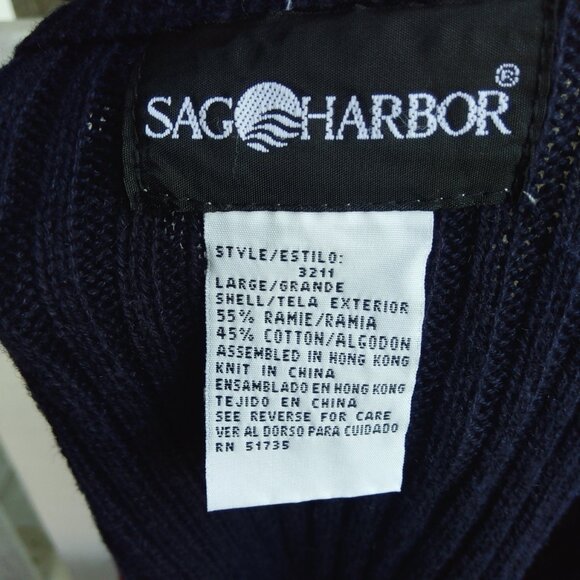 SAG HARBOR®
STYLE/ESTILO:
3211
LARGE/GRANDE
SHELL/TELA EXTERIOR
55% RAMIE/RAMIA
45% COTTON/ALGODON
ASSEMBLED IN HONG KONG
KNIT IN CHINA
ENSAMBLADO EN HONG KONG
TEJIDO EN CHINA
SEE REVERSE FOR CARE
VER AL DORSO PARA CUIDADO
RN 51735